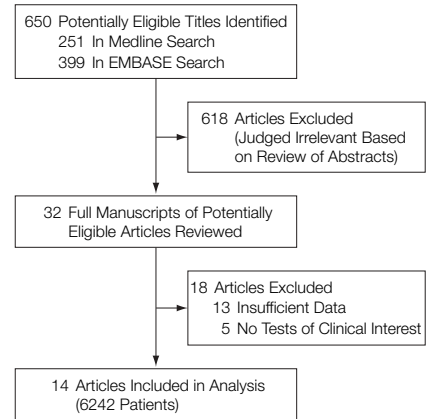 650 Potentially Eligible Titles Identified
251 In Medline Search
399 In EMBASE Search
618 Articles Excluded
(Judged Irrelevant Based
on Review of Abstracts)
32 Full Manuscripts of Potentially
Eligible Articles Reviewed
18 Articles Excluded
13 Insufficient Data
5 No Tests of Clinical Interest
14 Articles Included in Analysis
(6242 Patients)